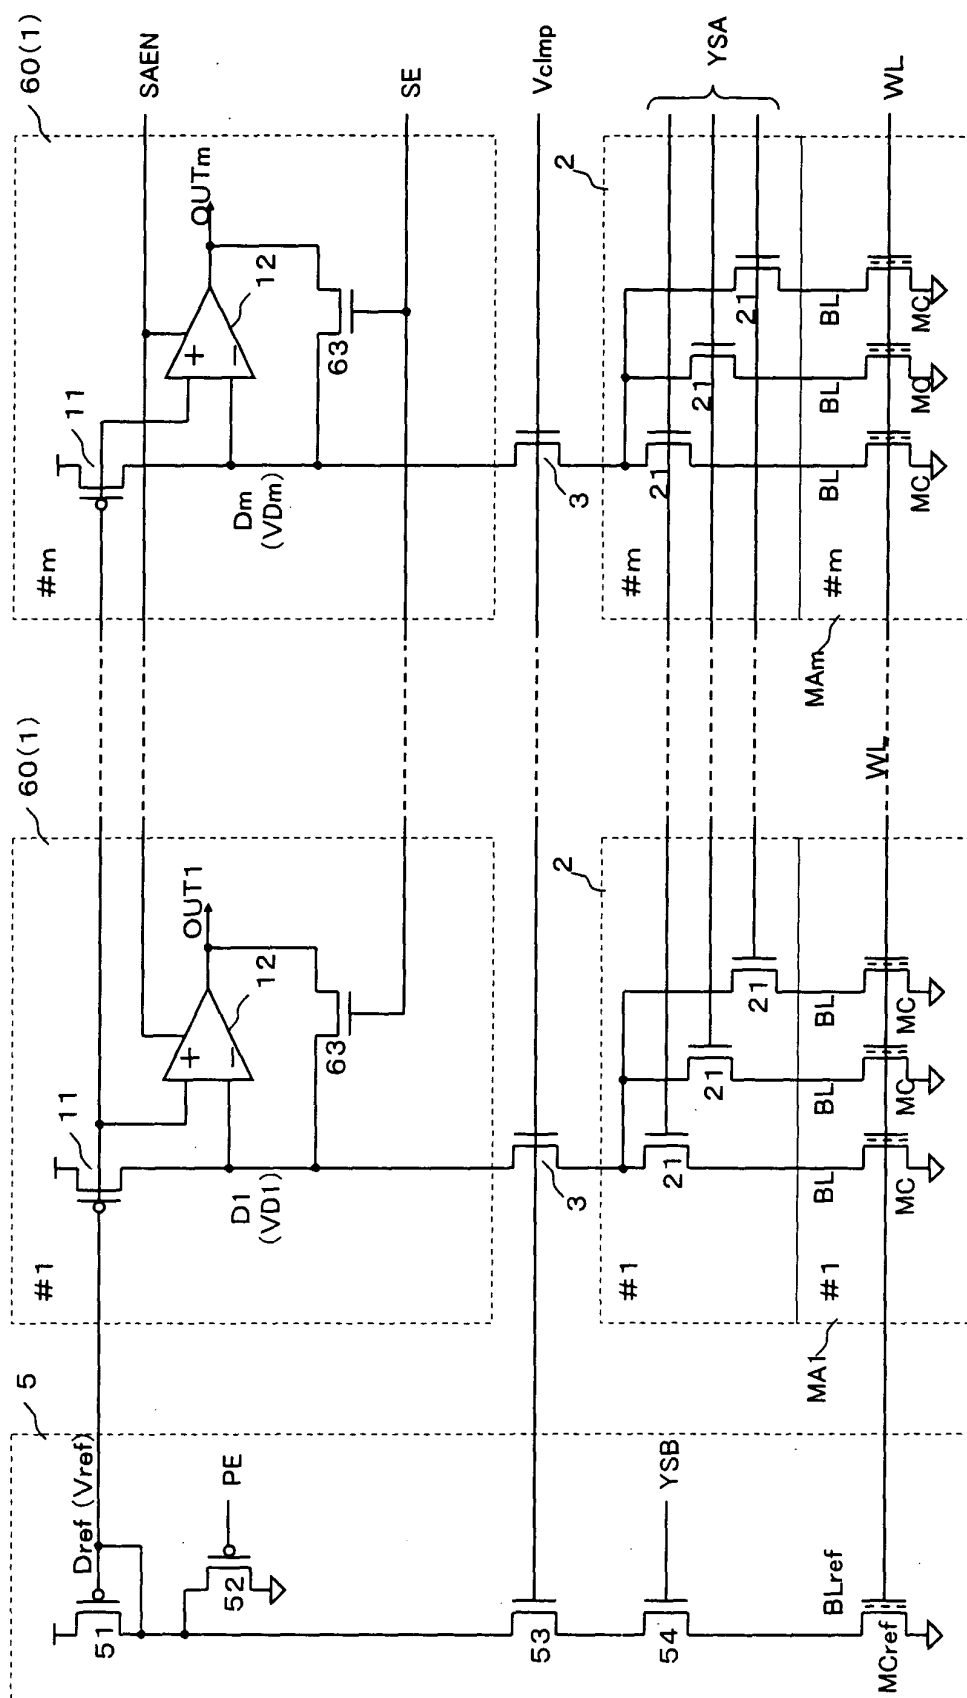 5
Dref (Vref)
51
52
PE
53
54
YSB
BLref
MCref
60(1)
#1
11
+
−
12
OUT1
63
D1
(VD1)
3
2
#1
21
21
21
BL
BL
BL
#1
MC
MC
MC
MA1
WL
60(1)
#m
11
+
−
12
OUTm
63
Dm
(VDm)
3
2
#m
21
21
21
BL
BL
BL
#m
MC
MC
MC
MAm
SAEN
SE
Vclmp
YSA
WL